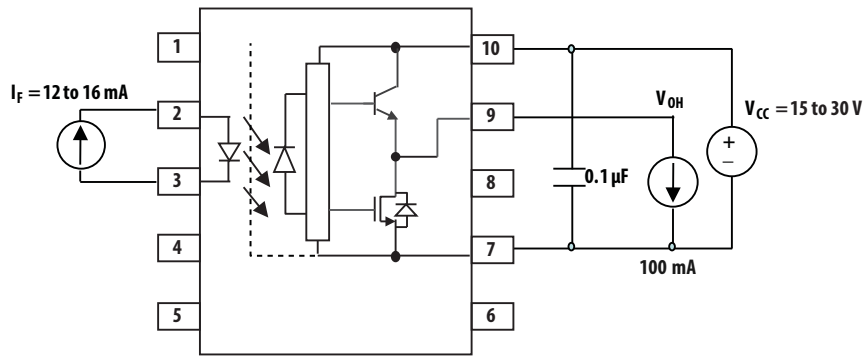 1
10
I_F = 12 to 16 mA
2
9
V_OH
V_CC = 15 to 30 V
+
–
3
8
0.1 µF
4
7
100 mA
5
6